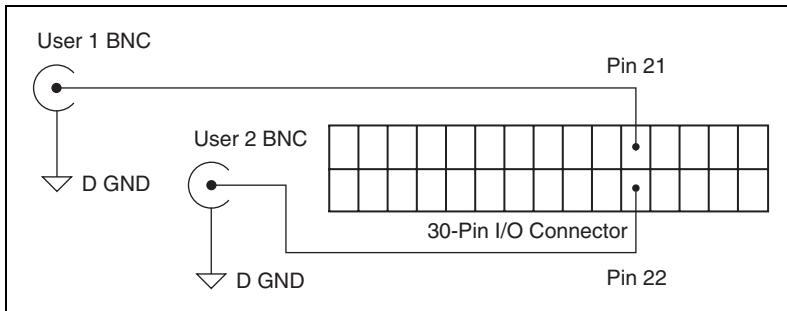 User 1 BNC
Pin 21
D GND
User 2 BNC
30-Pin I/O Connector
D GND
Pin 22